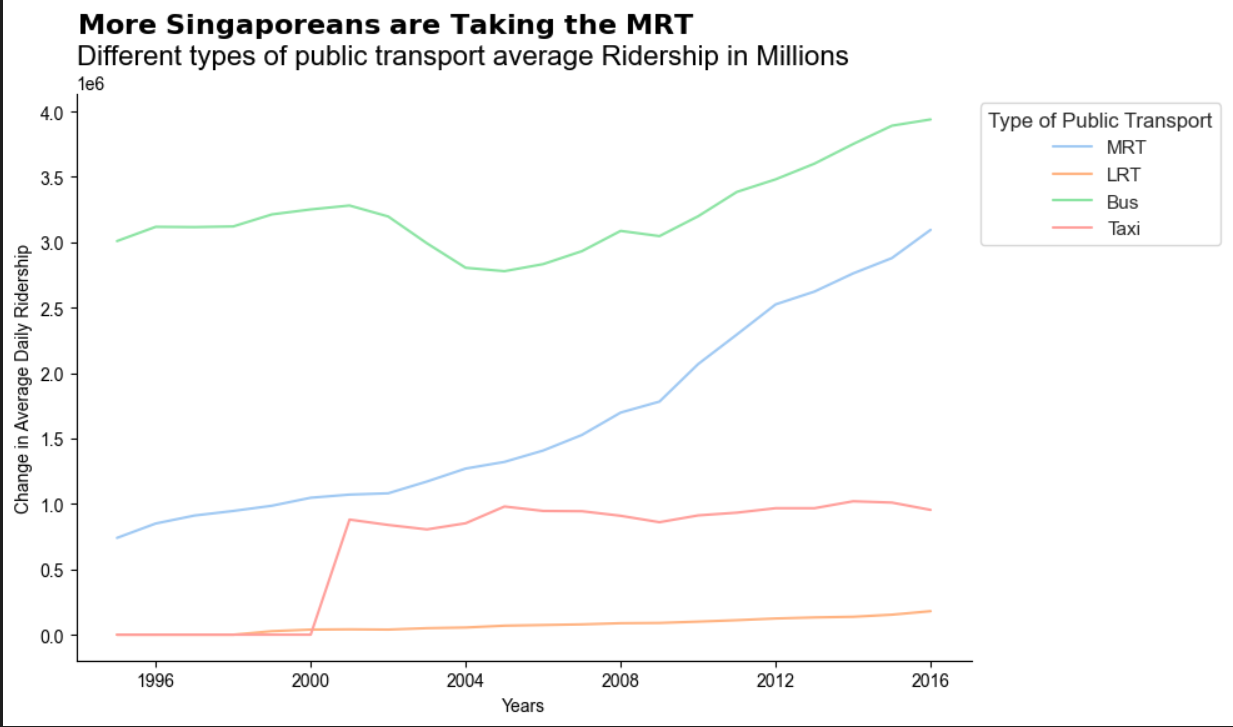 More Singaporeans are Taking the MRT
Different types of public transport average Ridership in Millions
1e6
4.0
3.5
3.0
2.5
2.0
1.5
1.0
0.5
0.0
Change in Average Daily Ridership
1996
2000
2004
2008
2012
2016
Years
Type of Public Transport
MRT
LRT
Bus
Taxi